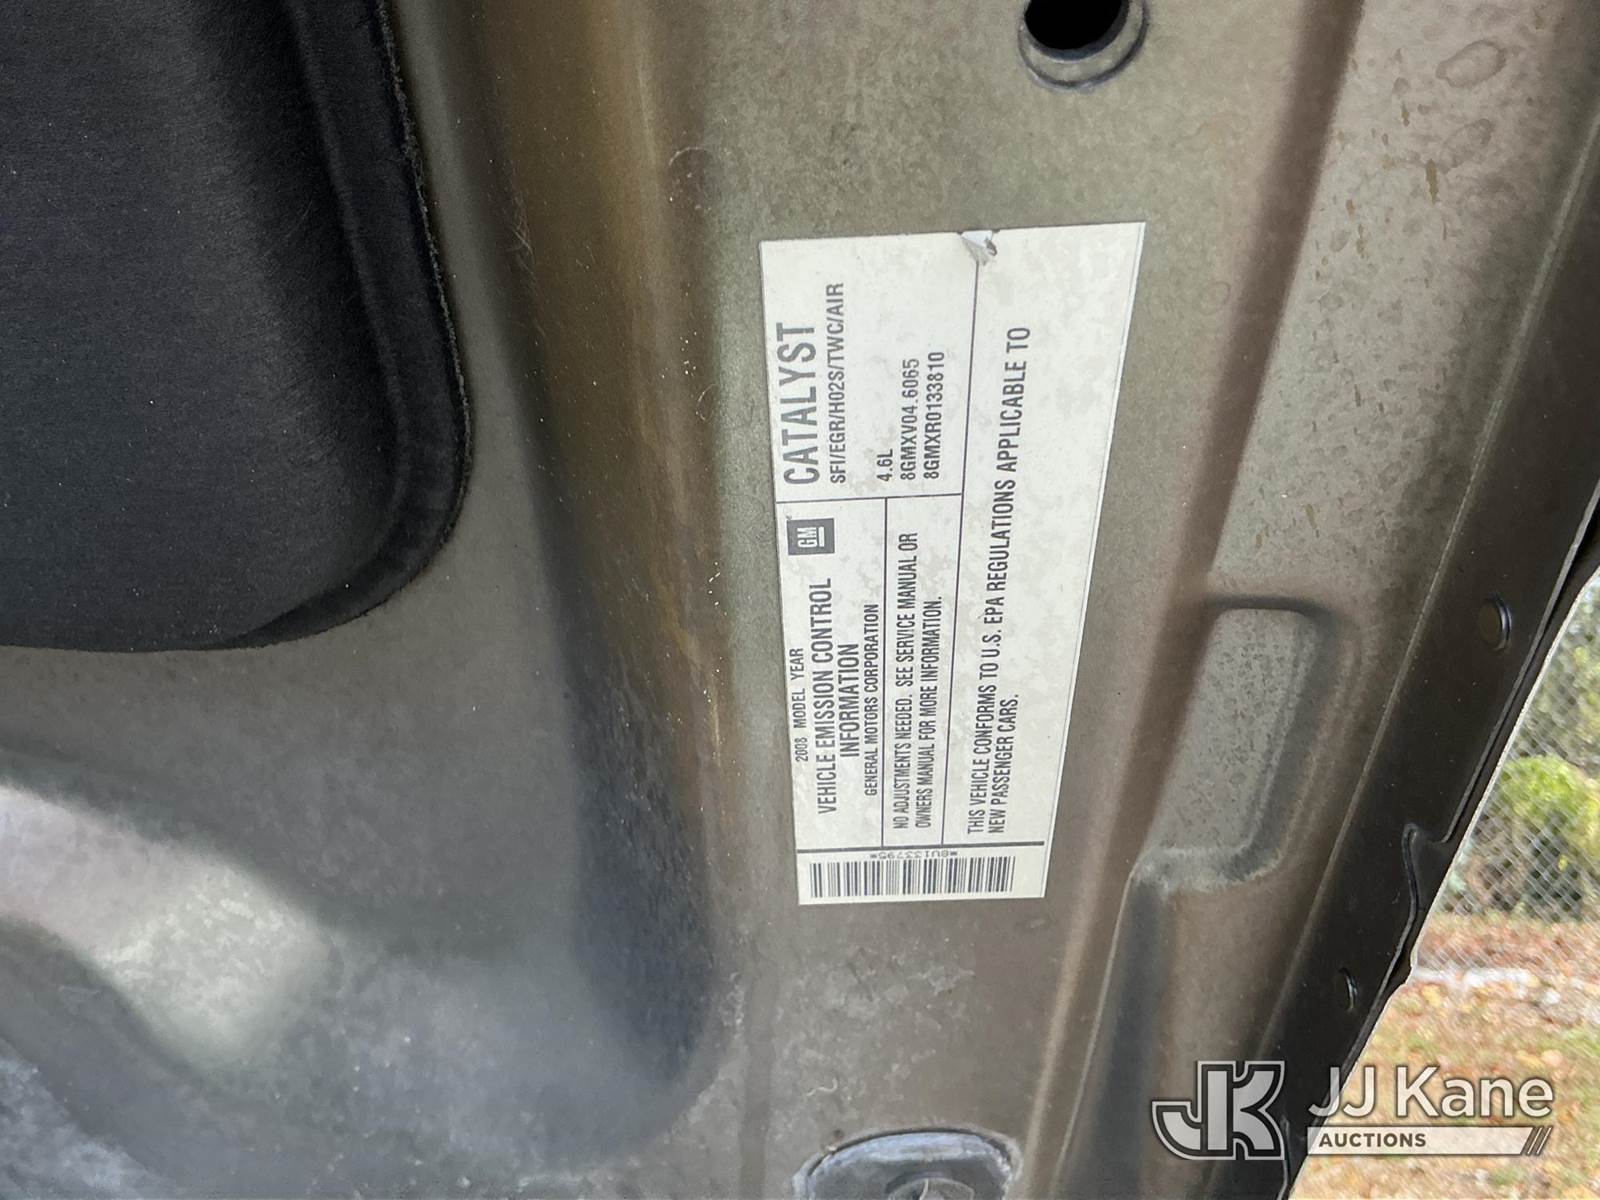 2008 MODEL YEAR
VEHICLE EMISSION CONTROL
INFORMATION
GENERAL MOTORS CORPORATION
GM
CATALYST
SFI/EGR/HO2S/TWC/AIR
4.6L
8GMXV04.6065
8GMXR0133810
NO ADJUSTMENTS NEEDED. SEE SERVICE MANUAL OR
OWNERS MANUAL FOR MORE INFORMATION.
THIS VEHICLE CONFORMS TO U.S. EPA REGULATIONS APPLICABLE TO
NEW PASSENGER CARS.
*8U133795*
JK
JJ Kane
AUCTIONS